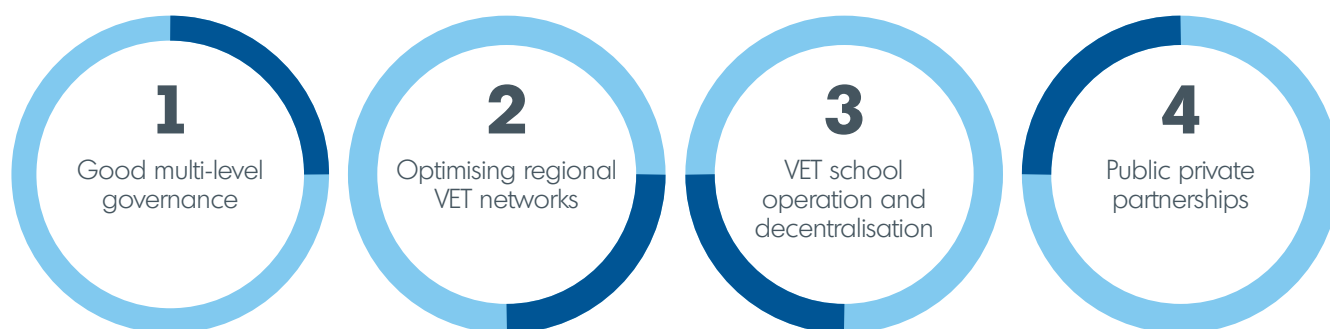 1
Good multi-level
governance
2
Optimising regional
VET networks
3
VET school
operation and
decentralisation
4
Public private
partnerships